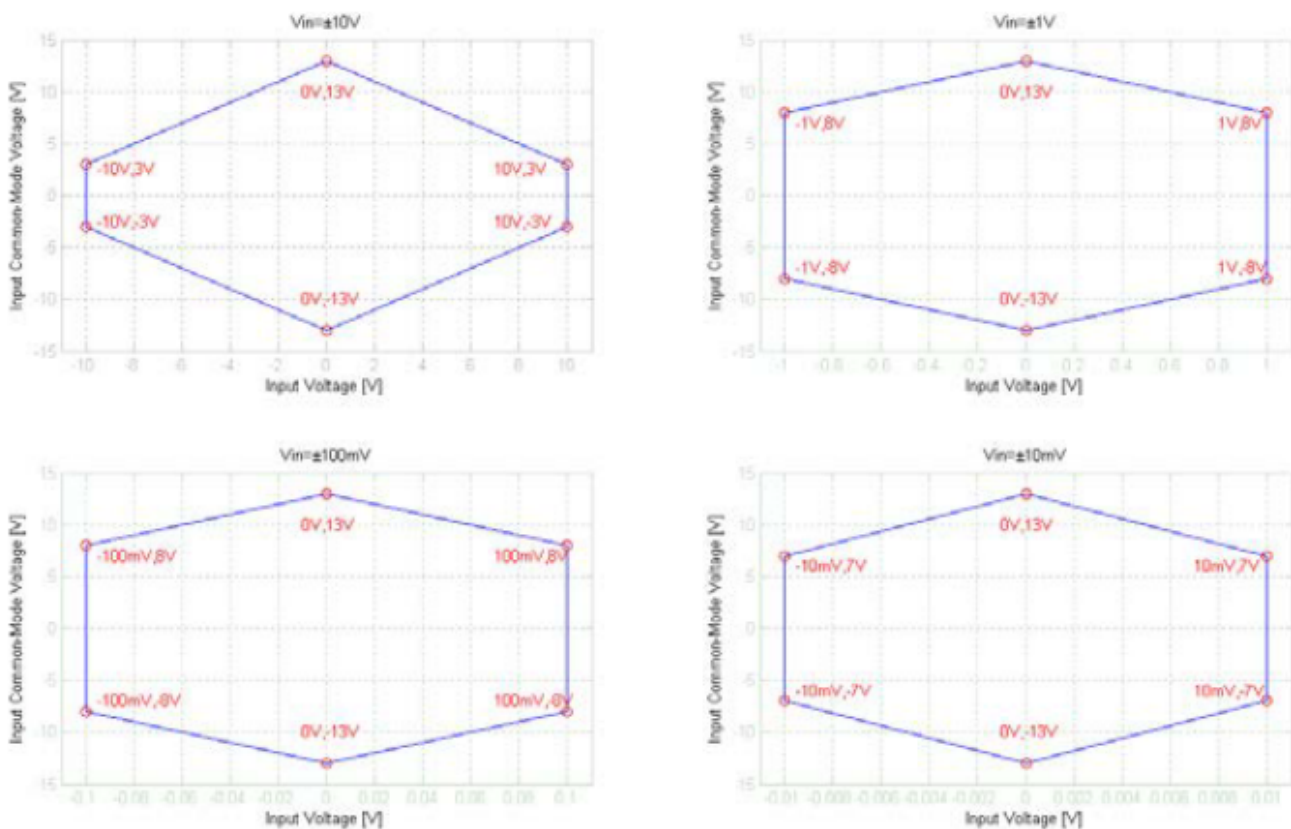 Vin=±10V
Input Common-Mode Voltage [V]
15
10
5
0
-5
-10
-15
0V,13V
-10V,3V
10V,3V
-10V,-3V
10V,-3V
0V,-13V
-10 -8 -6 -4 -2 0 2 4 6 8 10
Input Voltage [V]
Vin=±1V
Input Common-Mode Voltage [V]
15
10
5
0
-5
-10
-15
0V,13V
-1V,8V
1V,8V
-1V,-8V
1V,-8V
0V,-13V
-1 -0.8 -0.6 -0.4 -0.2 0 0.2 0.4 0.6 0.8 1
Input Voltage [V]
Vin=±100mV
Input Common-Mode Voltage [V]
15
10
5
0
-5
-10
-15
0V,13V
-100mV,8V
100mV,8V
-100mV,-8V
100mV,-8V
0V,-13V
-0.1 -0.08 -0.06 -0.04 -0.02 0 0.02 0.04 0.06 0.08 0.1
Input Voltage [V]
Vin=±10mV
Input Common-Mode Voltage [V]
15
10
5
0
-5
-10
-15
0V,13V
-10mV,7V
10mV,7V
-10mV,-7V
10mV,-7V
0V,-13V
-0.01 -0.008 -0.006 -0.004 -0.002 0 0.002 0.004 0.006 0.008 0.01
Input Voltage [V]